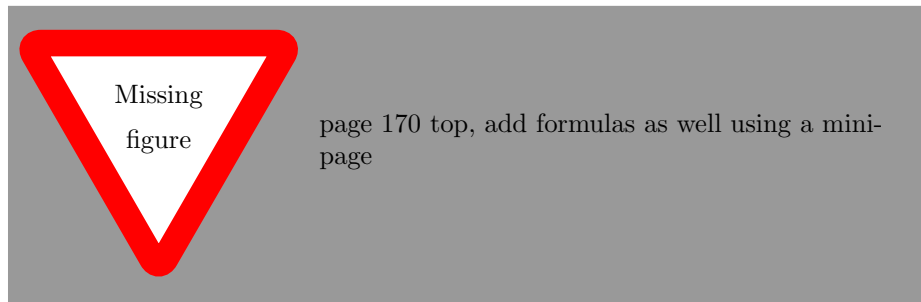 Missing
figure
page 170 top, add formulas as well using a mini-
page